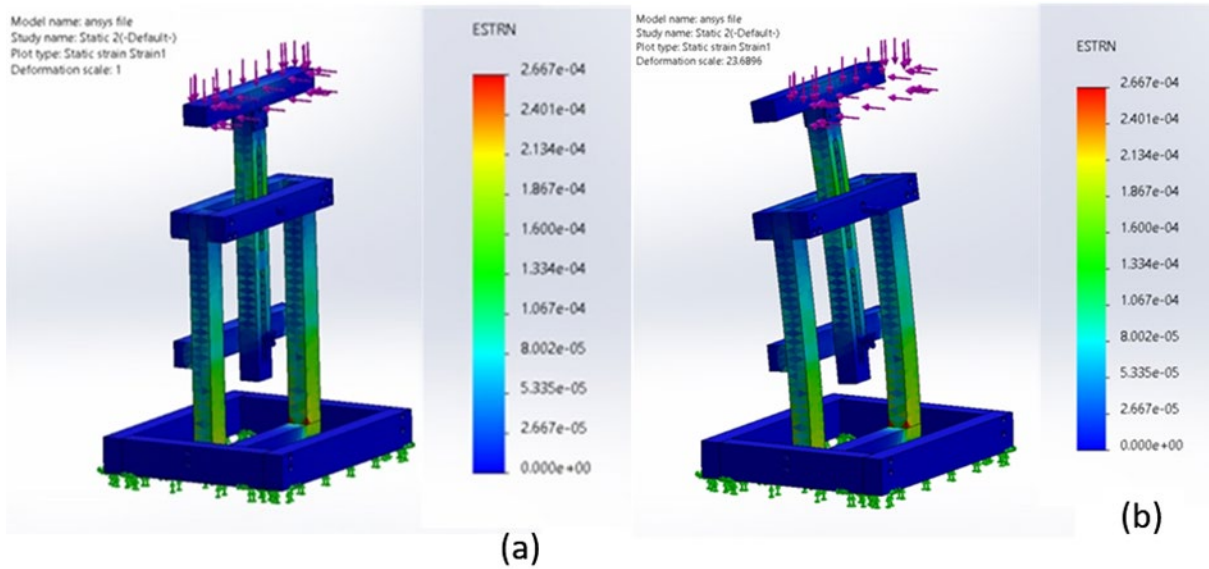 Model name: ansys file
Study name: Static 2(-Default-)
Plot type: Static strain Strain1
Deformation scale: 1
ESTRN
2.667e-04
2.401e-04
2.134e-04
1.867e-04
1.600e-04
1.334e-04
1.067e-04
8.002e-05
5.335e-05
2.667e-05
0.000e+00
(a)
Model name: ansys file
Study name: Static 2(-Default-)
Plot type: Static strain Strain1
Deformation scale: 23.6896
ESTRN
2.667e-04
2.401e-04
2.134e-04
1.867e-04
1.600e-04
1.334e-04
1.067e-04
8.002e-05
5.335e-05
2.667e-05
0.000e+00
(b)